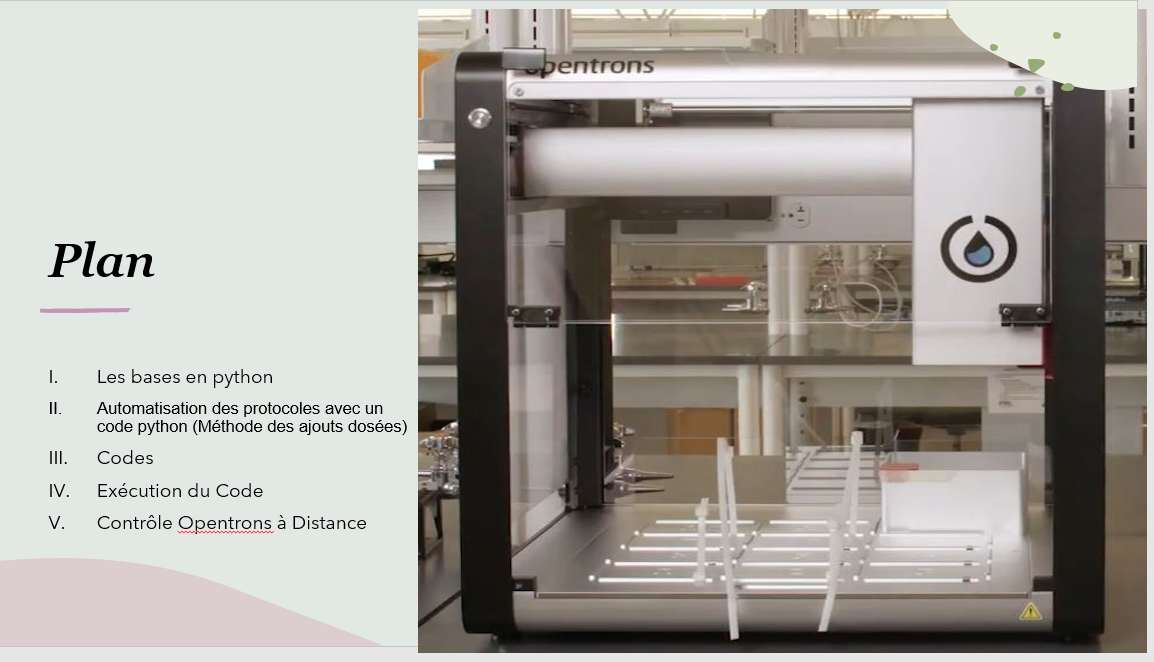 opentrons
Plan
I. Les bases en python
II. Automatisation des protocoles avec un
code python (Méthode des ajouts dosées)
III. Codes
IV. Exécution du Code
V. Contrôle Opentrons à Distance